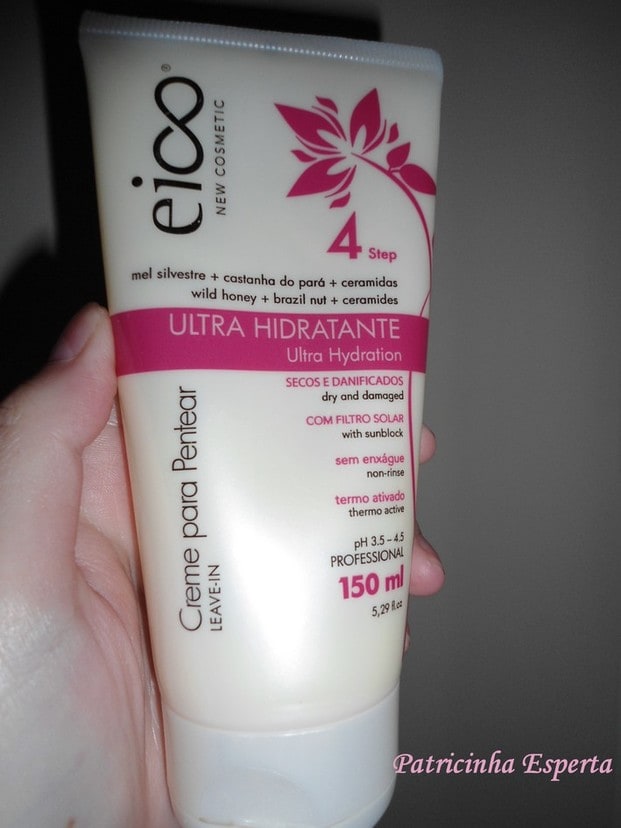 eico®
NEW COSMETIC
4 Step
mel silvestre + castanha do pará + ceramidas
wild honey + brazil nut + ceramides
ULTRA HIDRATANTE
Ultra Hydration
SECOS E DANIFICADOS
dry and damaged
COM FILTRO SOLAR
with sunblock
sem enxágue
non-rinse
termo ativado
thermo active
pH 3.5 – 4.5
PROFESSIONAL
150 ml
5,29 fl.oz
Creme para Pentear
LEAVE-IN
Patricinha Esperta